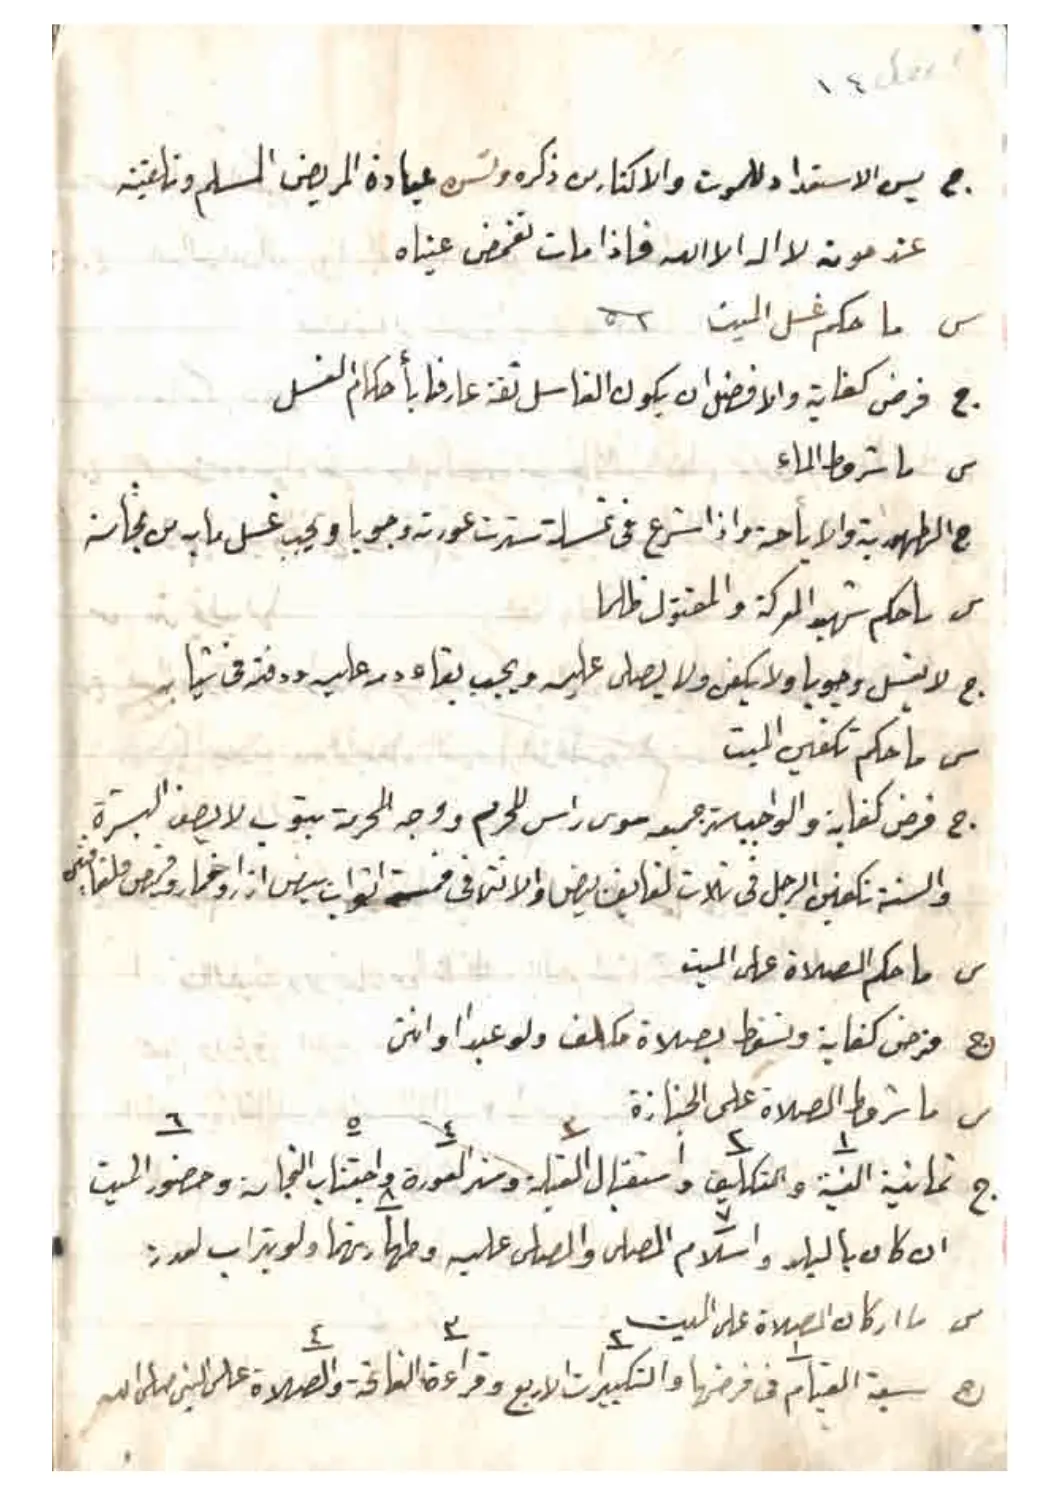 ١٤
ج. يسن الاستعداد للموت والاكثار من ذكره وتسن عيادة المريض المسلم وتلقينه
عند موته لا اله الا الله فاذا مات تغمض عيناه
س ما حكم غسل الميت
ج. فرض كفاية والافضل ان يكون الغاسل ثقة عارفا بأحكام الغسل
س ما شروط الماء
ج الطهورية والاباحة واذا شرع في غسله سترت عورته وجوبا ويجب غسل ما به من نجاسة
س ما حكم شهيد المعركة والمقتول ظلما
ج. لا يغسل وجوبا ولا يكفن ولا يصلى عليه ويجب بقاء دمه عليه ودفنه في ثيابه
س ما حكم تكفين الميت
ج. فرض كفاية والواجب ستر جميعه سوى راس المحرم ووجه المحرمة بثوب لا يصف البشرة
والسنة تكفين الرجل في ثلاث لفايف بيض والانثى في خمسة اثواب بيض ازار وخمار وقميص ولفافتين
س ما حكم الصلاة على الميت
ج فرض كفاية وتسقط بصلاة مكلف ولو عبدا او انثى
س ما شروط الصلاة على الجنازة
ج. ثمانية النية ١ والتكليف ٢ واستقبال القبلة ٣ وستر العورة ٤ واجتناب النجاسة ٥ وحضور الميت ٦
ان كان بالبلد واسلام المصلى والمصلى عليه ٧ وطهارتهما ٨ ولو بتراب لعذر
س ما اركان الصلاة على الميت
ج سبعة القيام ١ في فرضها والتكبيرات ٢ الاربع وقراءة الفاتحة ٣ والصلاة ٤ على النبي صلى الله